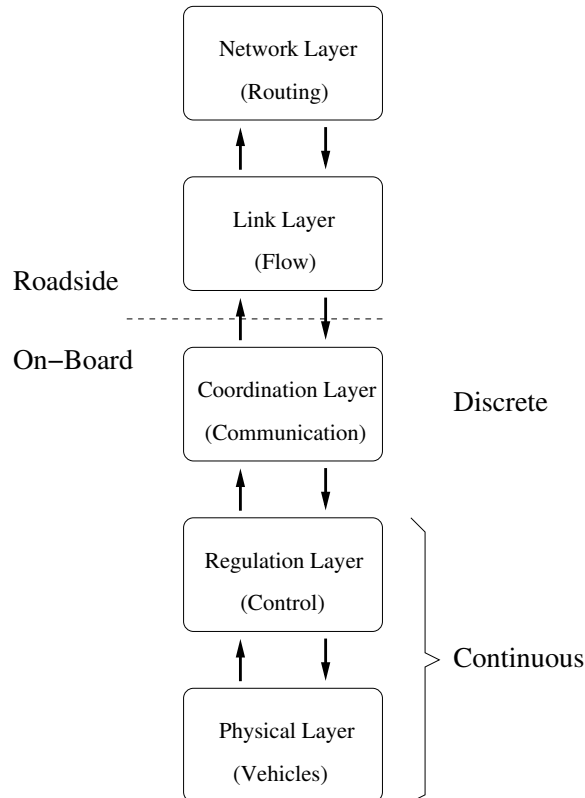 Network Layer
(Routing)
Link Layer
(Flow)
Roadside
On−Board
Coordination Layer
(Communication)
Discrete
Regulation Layer
(Control)
Continuous
Physical Layer
(Vehicles)